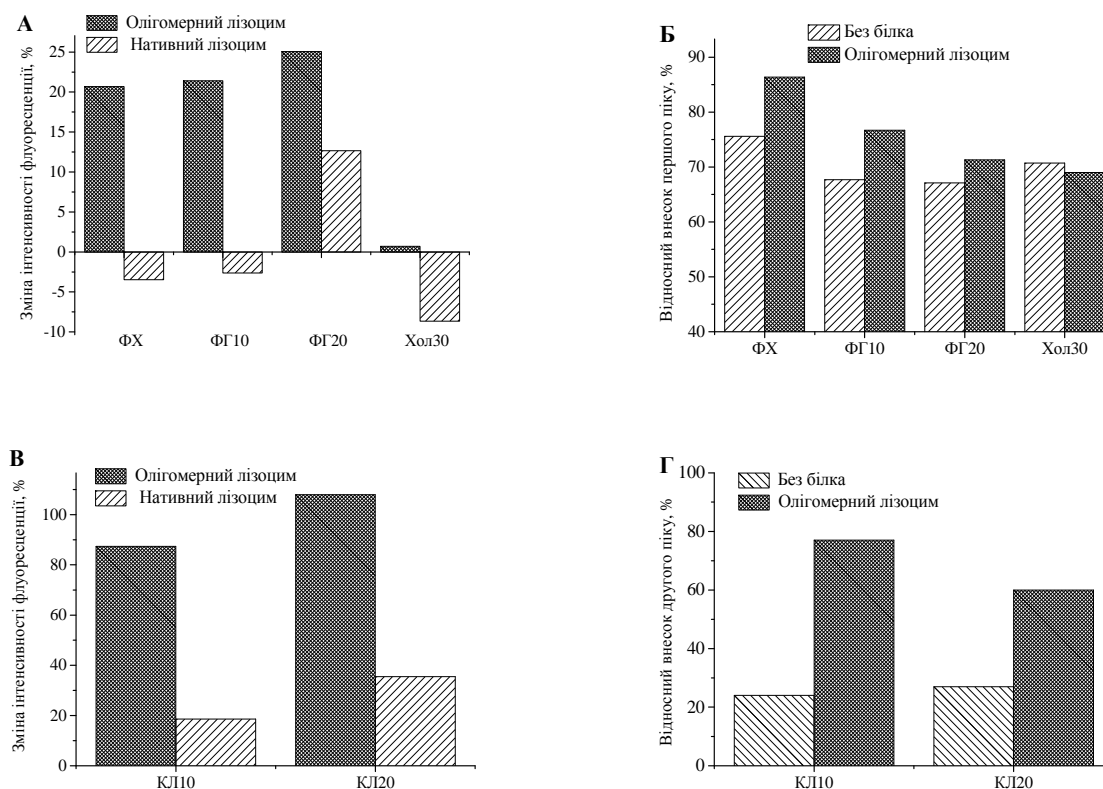 А
Олігомерний лізоцим
Нативний лізоцим
Зміна інтенсивності флуоресценції, %
25
20
15
10
5
0
-5
-10
ФХ
ФГ10
ФГ20
Хол30
Б
Без білка
Олігомерний лізоцим
Відносний внесок першого піку, %
90
80
70
60
50
40
ФХ
ФГ10
ФГ20
Хол30
В
Олігомерний лізоцим
Нативний лізоцим
Зміна інтенсивності флуоресценції, %
100
80
60
40
20
0
КЛ10
КЛ20
Г
Без білка
Олігомерний лізоцим
Відносний внесок другого піку, %
100
80
60
40
20
0
КЛ10
КЛ20